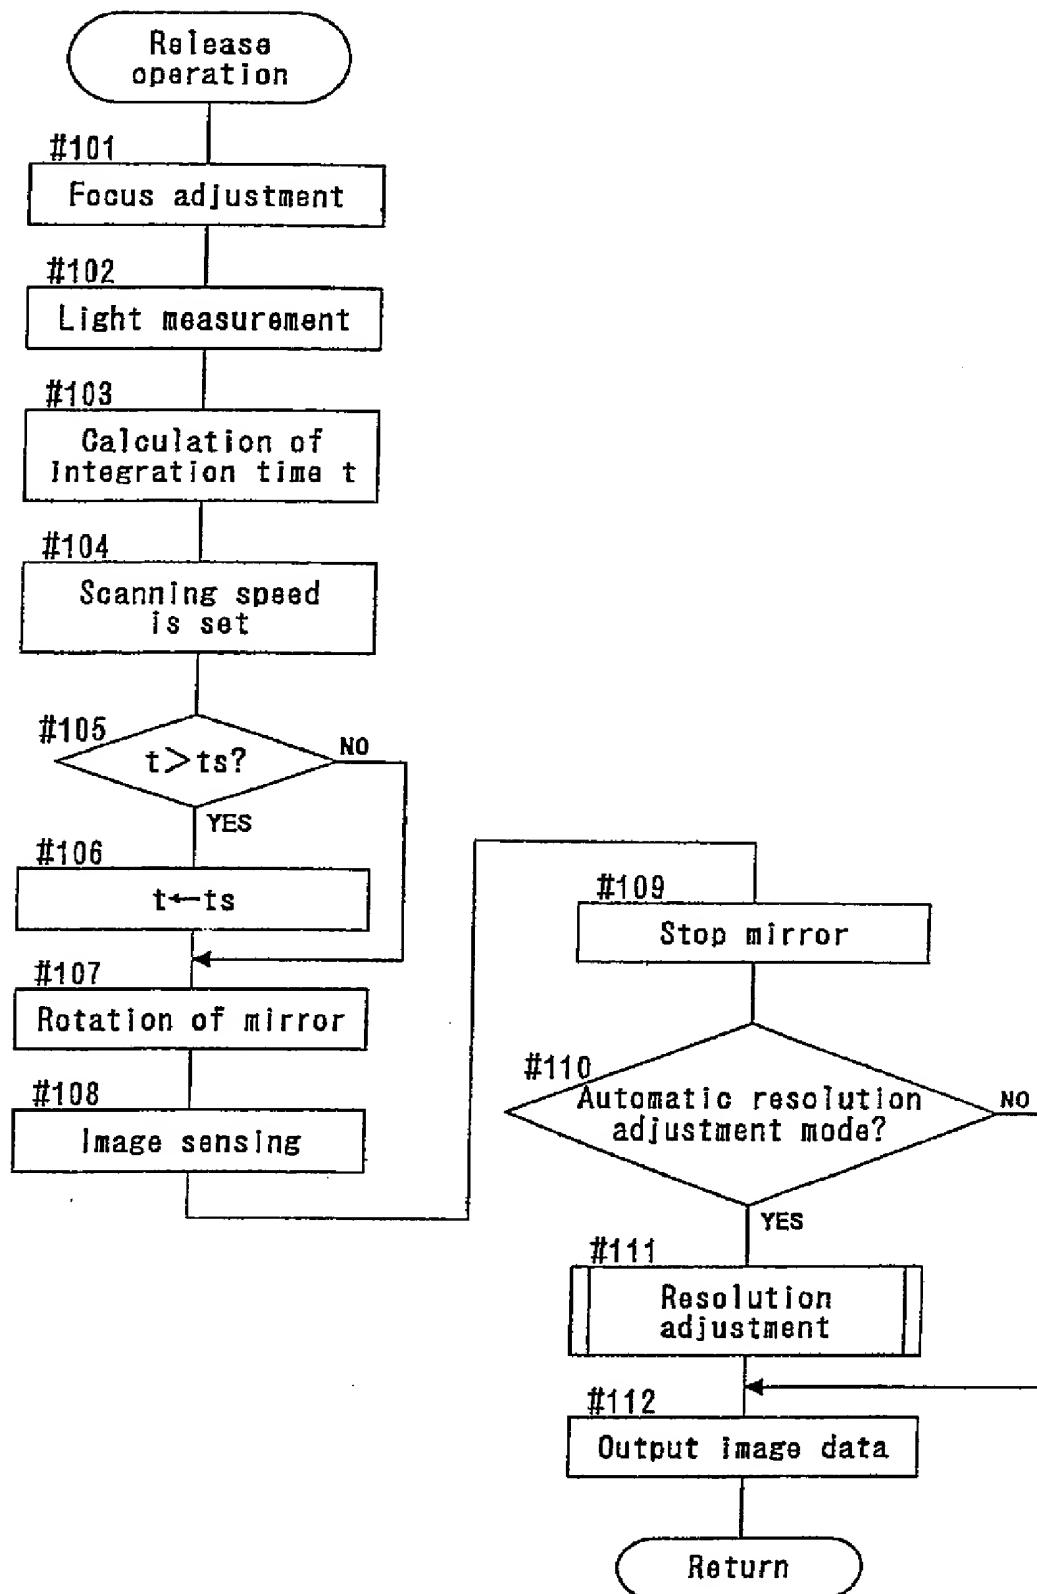 Release
operation
#101
Focus adjustment
#102
Light measurement
#103
Calculation of
integration time t
#104
Scanning speed
is set
#105
t>ts?
NO
YES
#106
t←ts
#107
Rotation of mirror
#108
Image sensing
#109
Stop mirror
#110
Automatic resolution
adjustment mode?
NO
YES
#111
Resolution
adjustment
#112
Output image data
Return